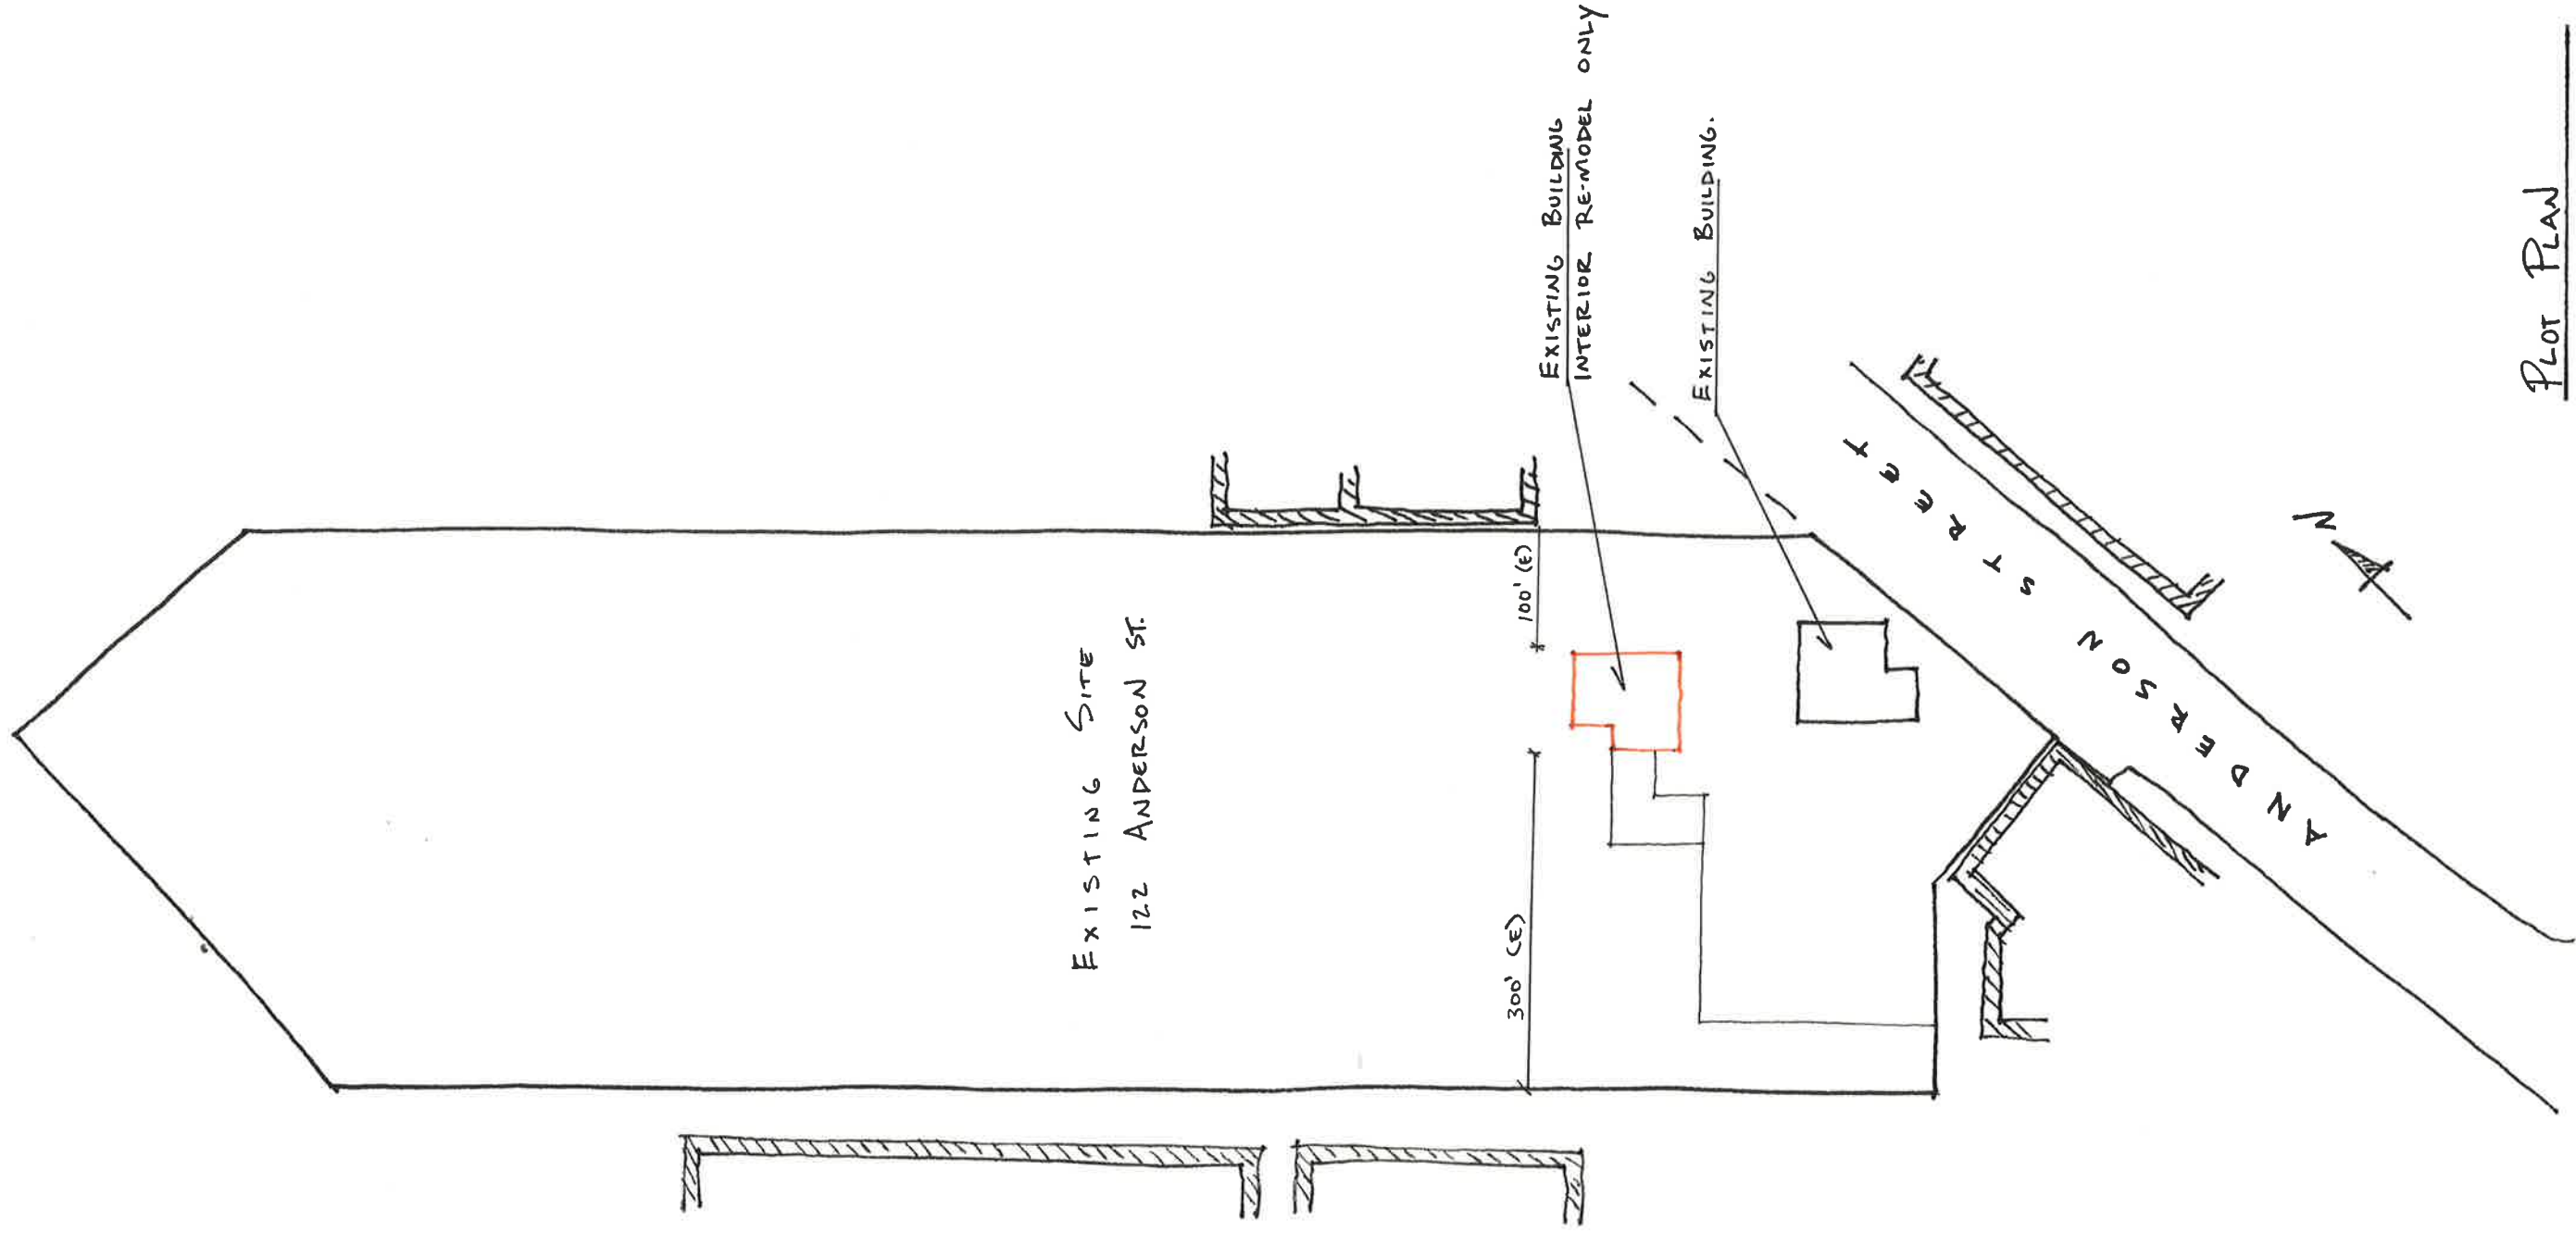 EXISTING SITE
122 ANDERSON ST.
300' (E)
100' (E)
EXISTING BUILDING
INTERIOR RE-MODEL ONLY
EXISTING BUILDING.
ANDERSON STREET
N
PLOT PLAN